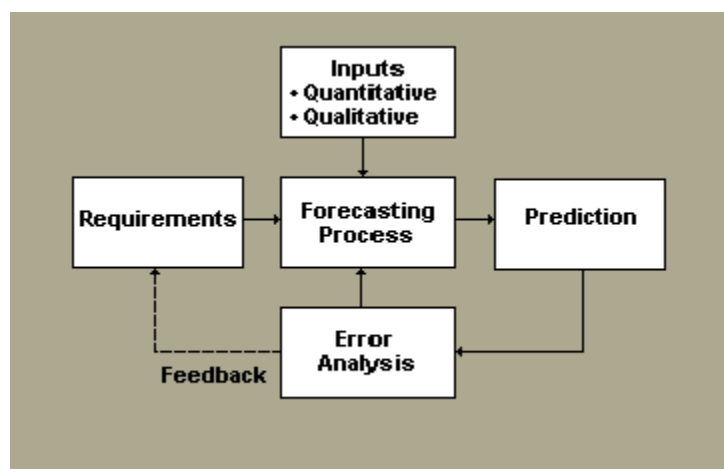 Inputs
• Quantitative
• Qualitative
Requirements
Forecasting
Process
Prediction
Error
Analysis
Feedback